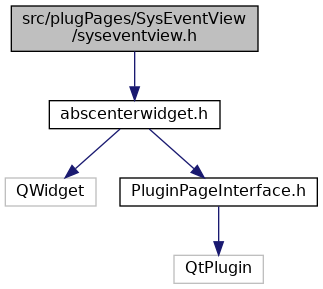 src/plugPages/SysEventView
/syseventview.h
abscenterwidget.h
QWidget
PluginPageInterface.h
QtPlugin